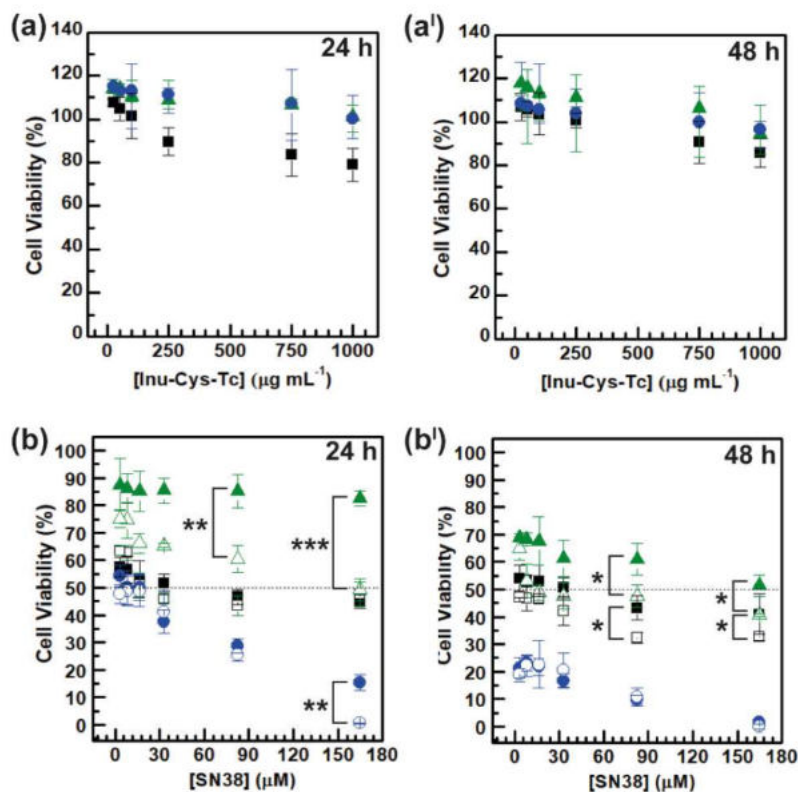 (a)
24 h
140
120
100
80
60
40
20
0
Cell Viability (%)
0 250 500 750 1000
[Inu-Cys-Tc] (μg mL⁻¹)
(aᴵ)
48 h
140
120
100
80
60
40
20
0
Cell Viability (%)
0 250 500 750 1000
[Inu-Cys-Tc] (μg mL⁻¹)
(b)
24 h
100
90
80
70
60
50
40
30
20
10
0
Cell Viability (%)
**
***
**
0 30 60 90 120 150 180
[SN38] (μM)
(bᴵ)
48 h
100
90
80
70
60
50
40
30
20
10
0
Cell Viability (%)
*
*
*
*
0 30 60 90 120 150 180
[SN38] (μM)